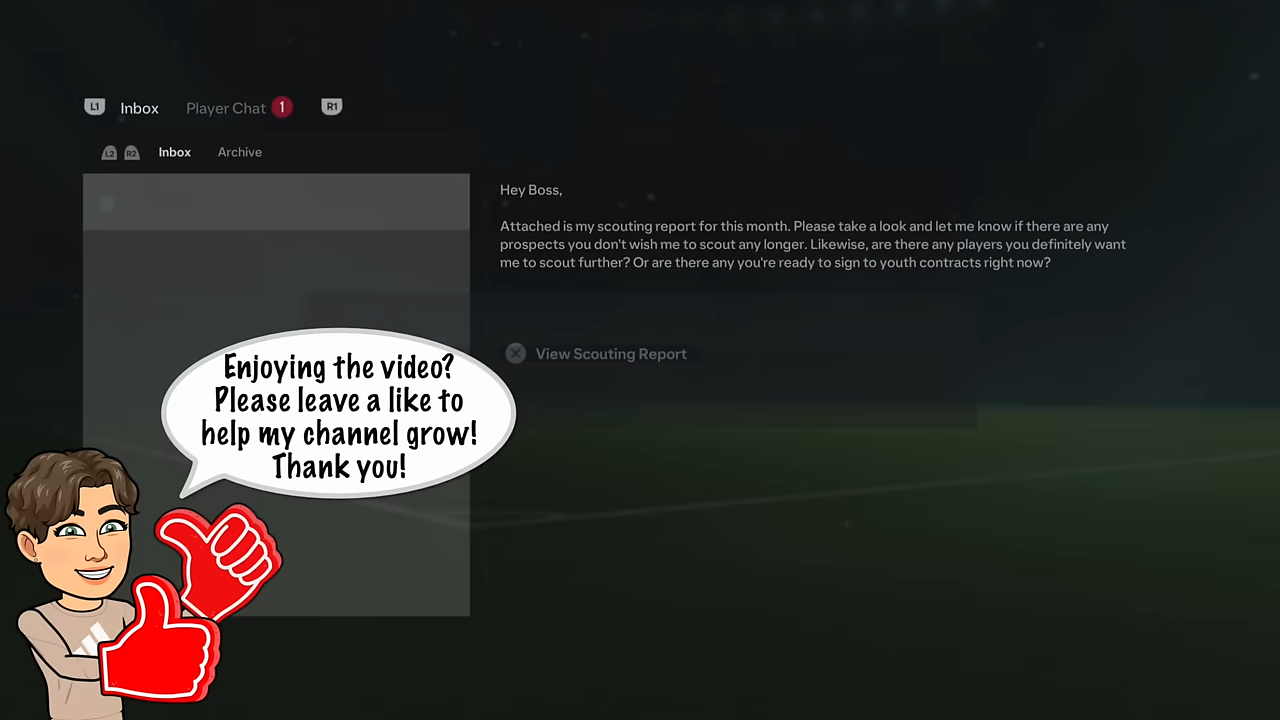 L1 Inbox Player Chat 1 R1
L2 R2 Inbox Archive
Hey Boss,
Attached is my scouting report for this month. Please take a look and let me know if there are any
prospects you don't wish me to scout any longer. Likewise, are there any players you definitely want
me to scout further? Or are there any you're ready to sign to youth contracts right now?
View Scouting Report
Enjoying the video?
Please leave a like to
help my channel grow!
Thank you!